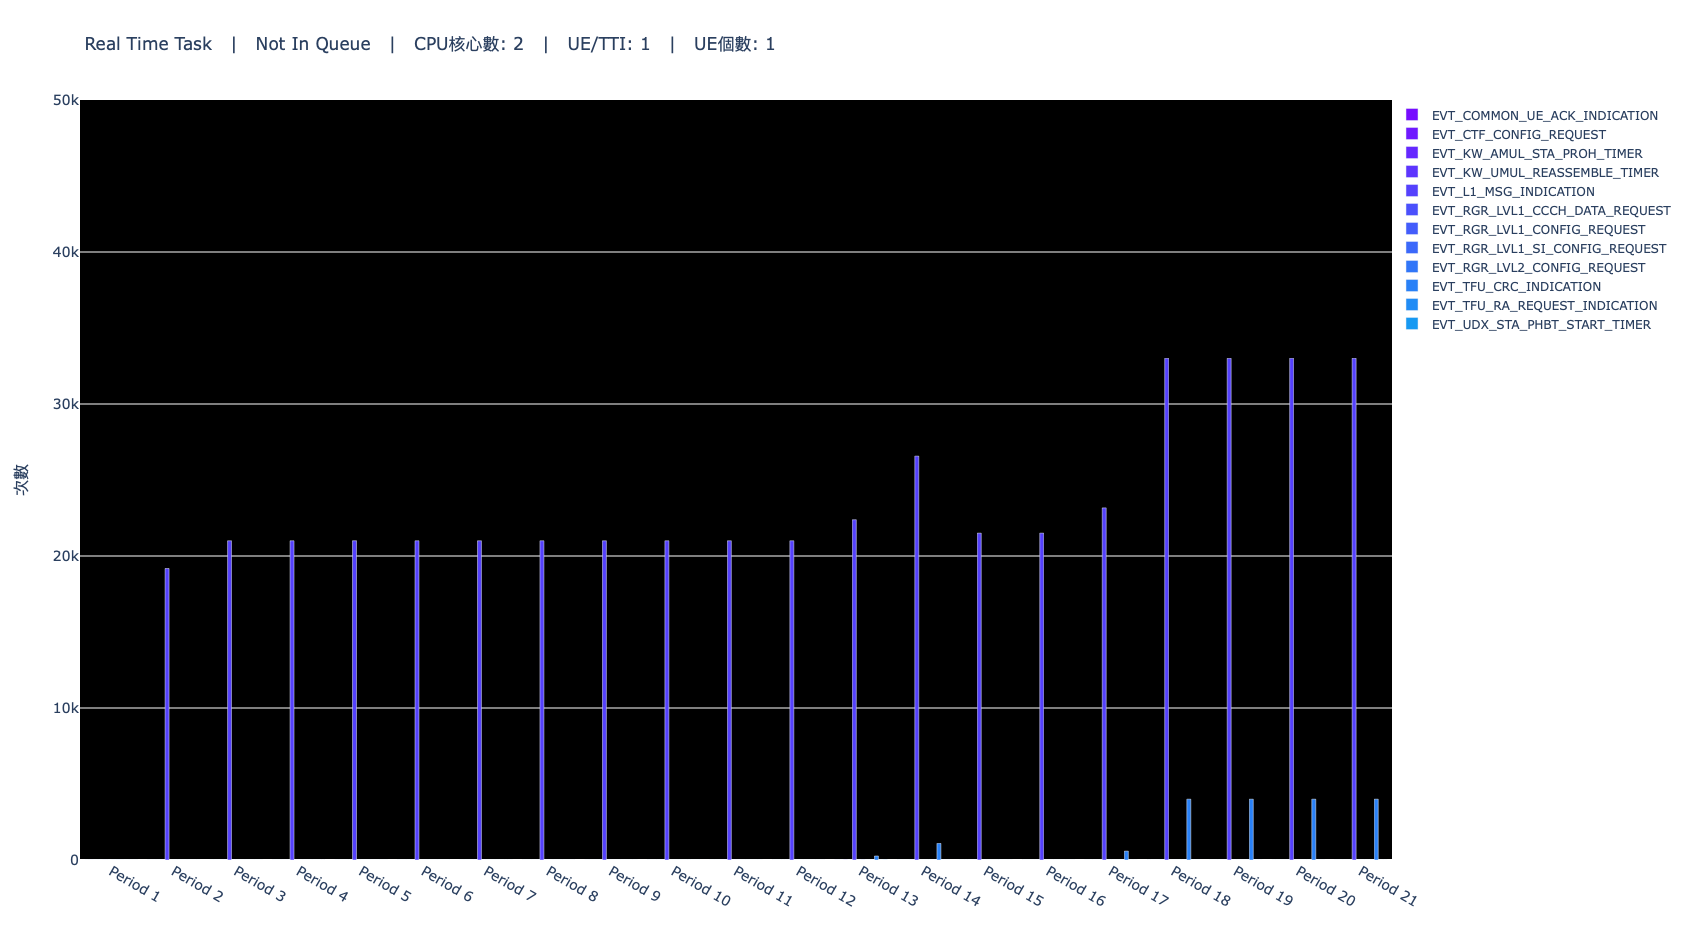 Real Time Task | Not In Queue | CPU核心數: 2 | UE/TTI: 1 | UE個數: 1
50k
40k
30k
20k
10k
0
次數
Period 1
Period 2
Period 3
Period 4
Period 5
Period 6
Period 7
Period 8
Period 9
Period 10
Period 11
Period 12
Period 13
Period 14
Period 15
Period 16
Period 17
Period 18
Period 19
Period 20
Period 21
EVT_COMMON_UE_ACK_INDICATION
EVT_CTF_CONFIG_REQUEST
EVT_KW_AMUL_STA_PROH_TIMER
EVT_KW_UMUL_REASSEMBLE_TIMER
EVT_L1_MSG_INDICATION
EVT_RGR_LVL1_CCCH_DATA_REQUEST
EVT_RGR_LVL1_CONFIG_REQUEST
EVT_RGR_LVL1_SI_CONFIG_REQUEST
EVT_RGR_LVL2_CONFIG_REQUEST
EVT_TFU_CRC_INDICATION
EVT_TFU_RA_REQUEST_INDICATION
EVT_UDX_STA_PHBT_START_TIMER